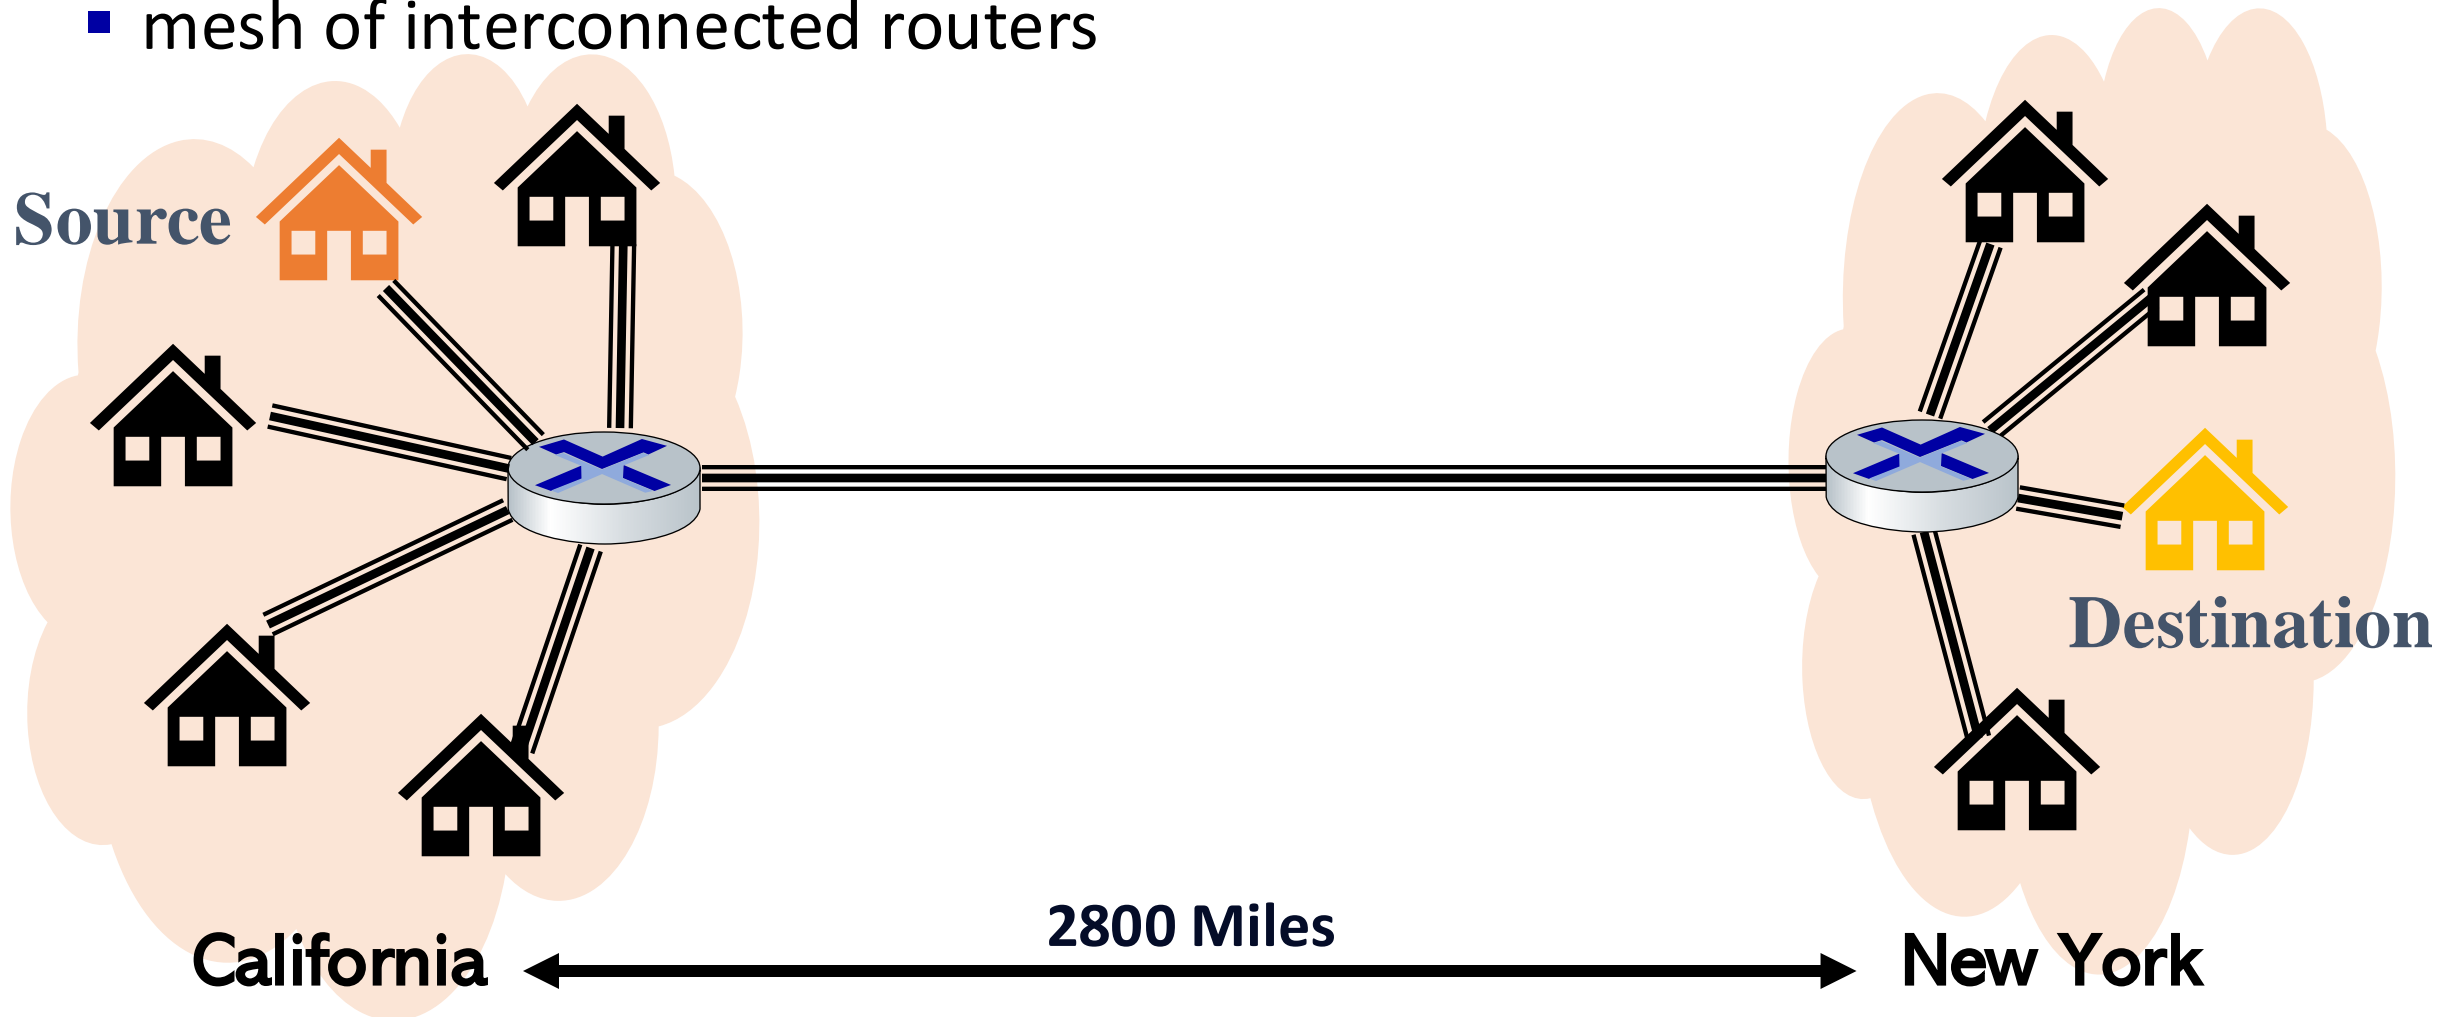 mesh of interconnected routers
Source
Destination
2800 Miles
California
New York